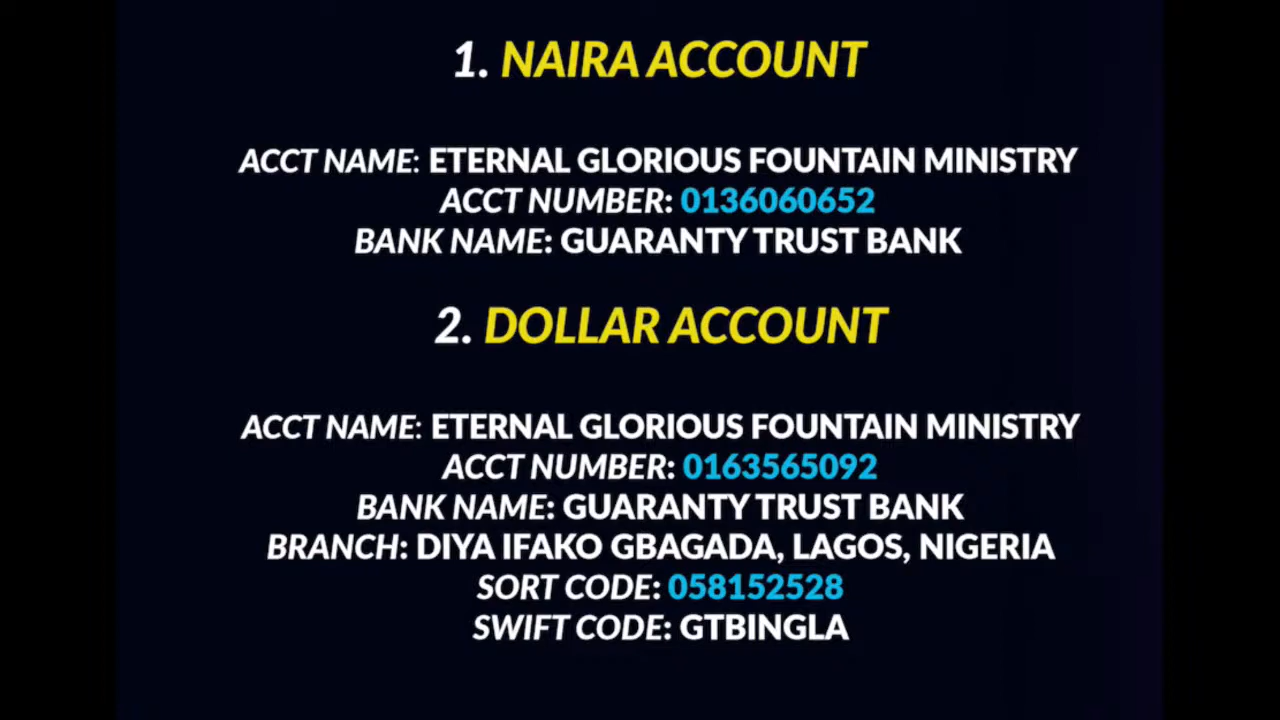 1. NAIRA ACCOUNT
ACCT NAME: ETERNAL GLORIOUS FOUNTAIN MINISTRY
ACCT NUMBER: 0136060652
BANK NAME: GUARANTY TRUST BANK
2. DOLLAR ACCOUNT
ACCT NAME: ETERNAL GLORIOUS FOUNTAIN MINISTRY
ACCT NUMBER: 0163565092
BANK NAME: GUARANTY TRUST BANK
BRANCH: DIYA IFAKO GBAGADA, LAGOS, NIGERIA
SORT CODE: 058152528
SWIFT CODE: GTBINGLA